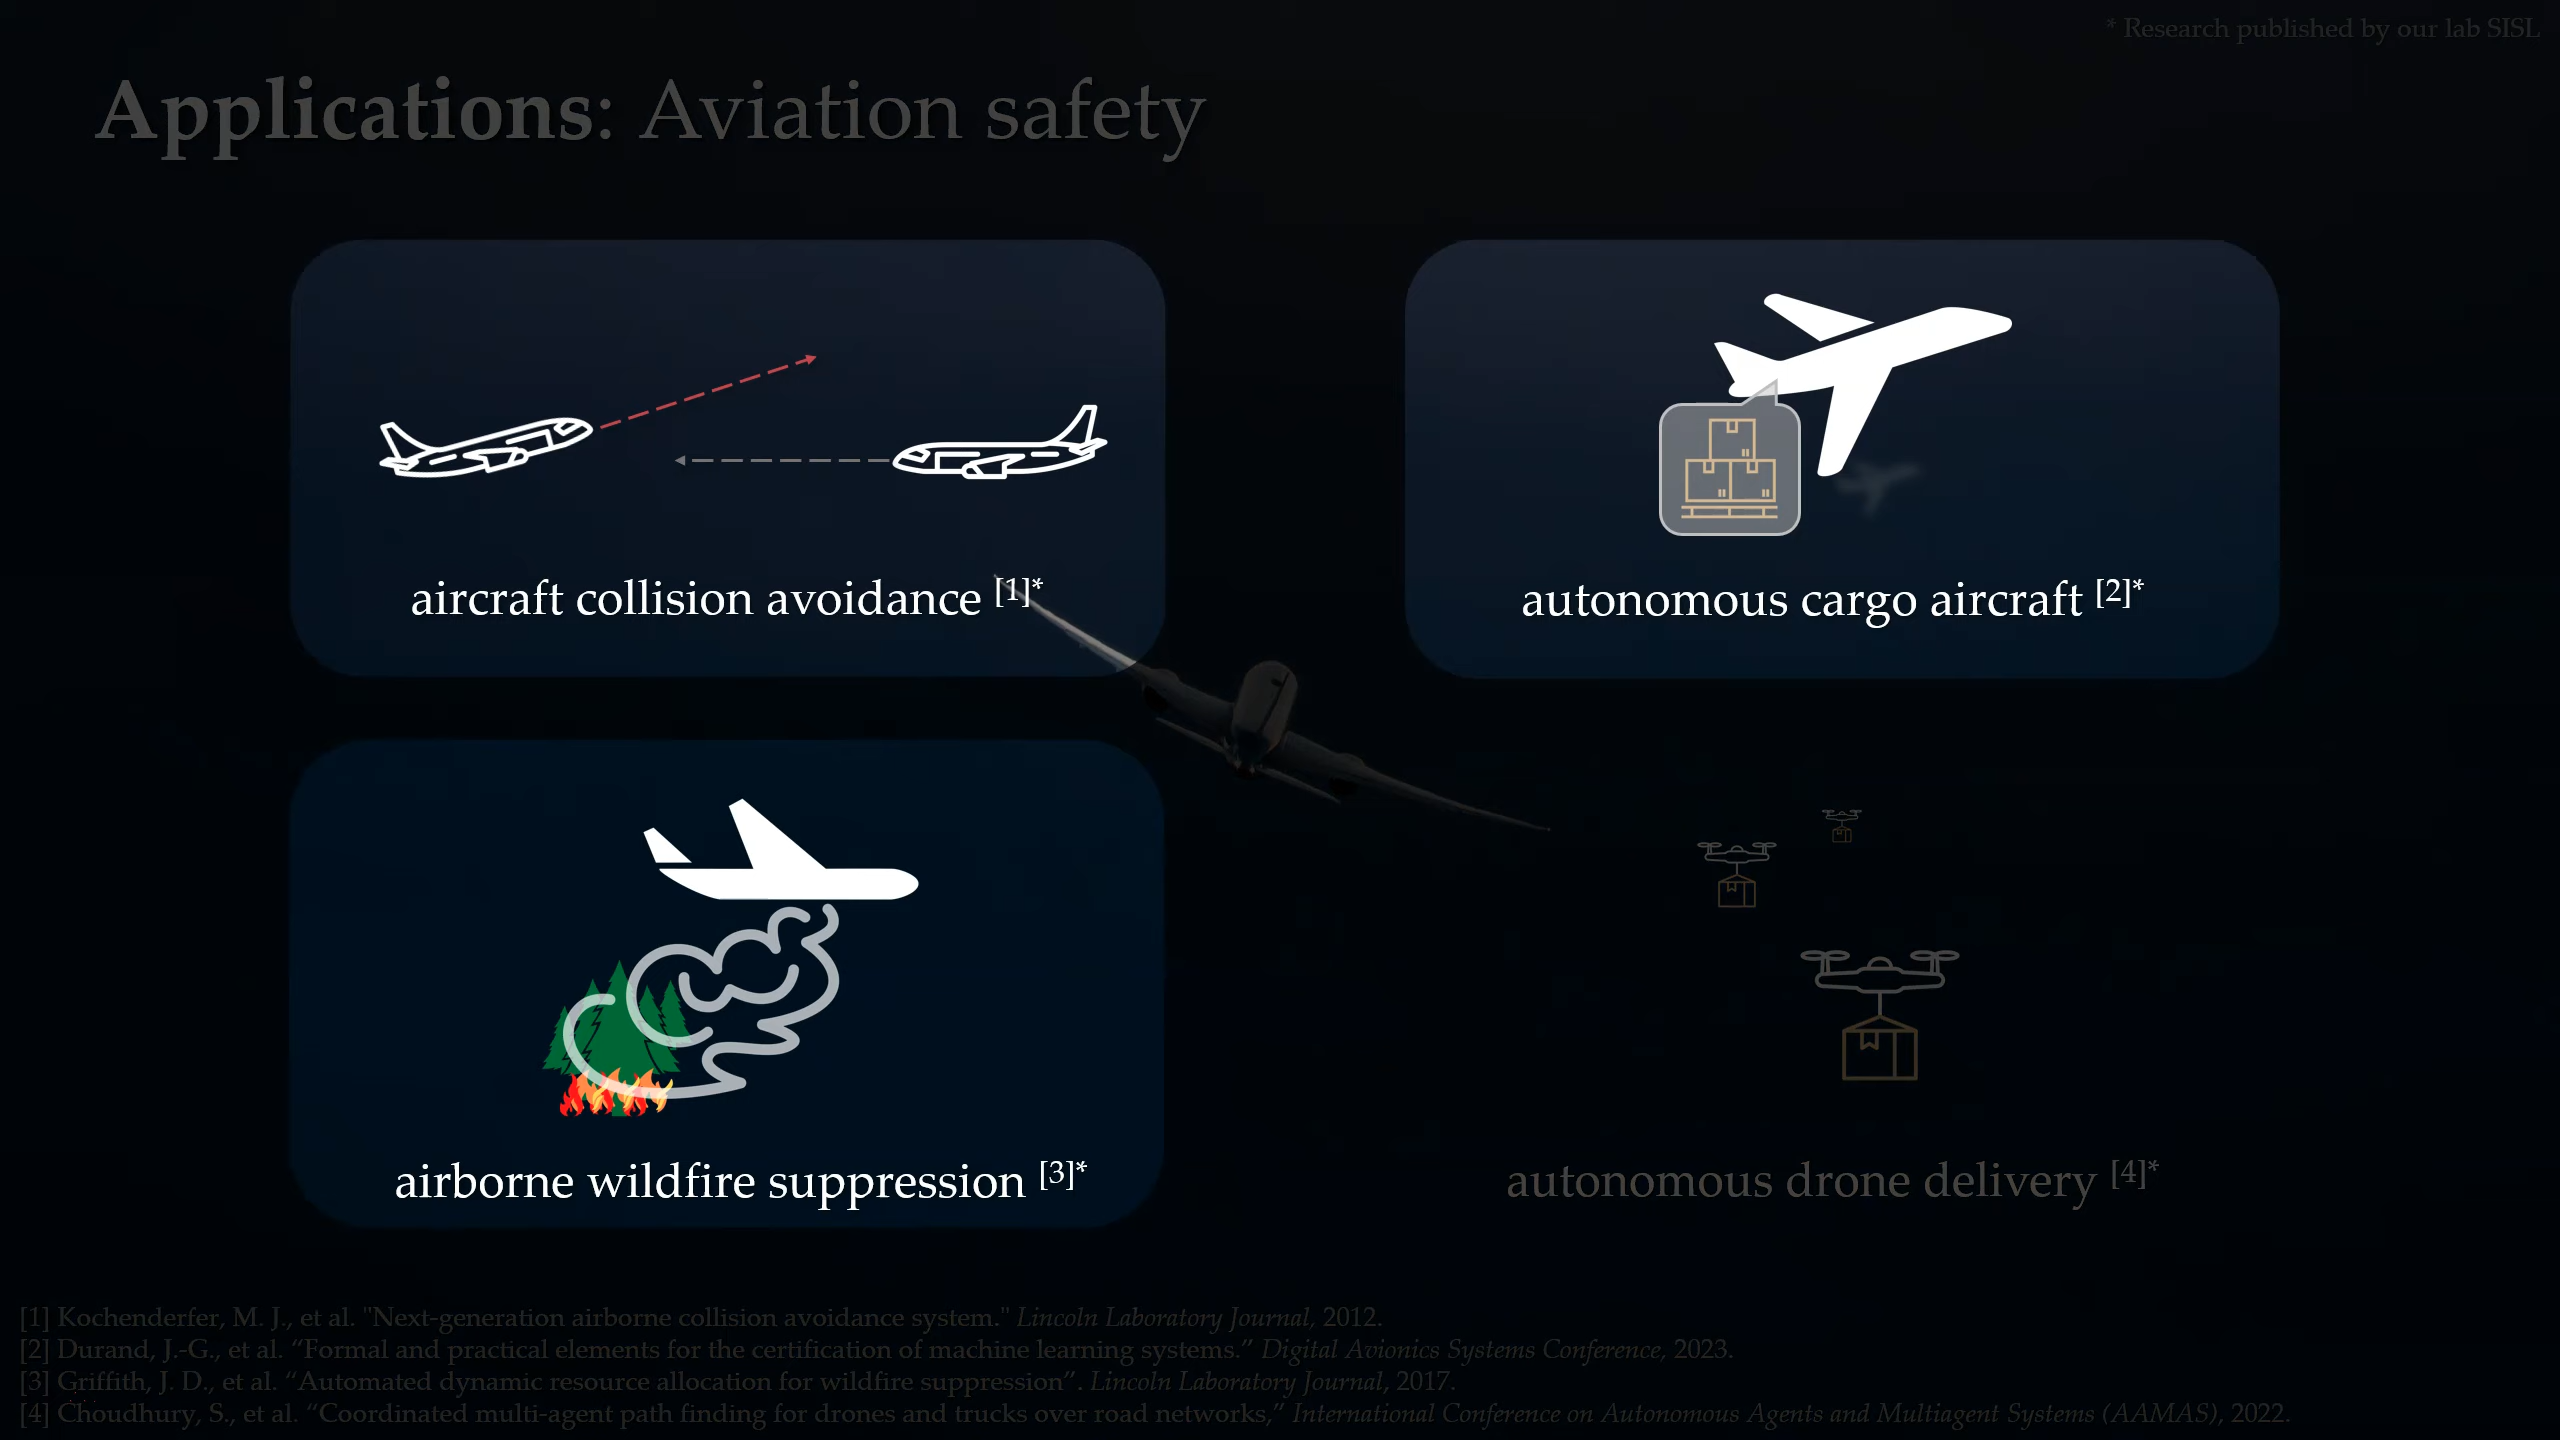 * Research published by our lab SISL
Applications: Aviation safety
aircraft collision avoidance [1]*
autonomous cargo aircraft [2]*
airborne wildfire suppression [3]*
autonomous drone delivery [4]*
[1] Kochenderfer, M. J., et al. "Next-generation airborne collision avoidance system." Lincoln Laboratory Journal, 2012.
[2] Durand, J.-G., et al. “Formal and practical elements for the certification of machine learning systems.” Digital Avionics Systems Conference, 2023.
[3] Griffith, J. D., et al. “Automated dynamic resource allocation for wildfire suppression”. Lincoln Laboratory Journal, 2017.
[4] Choudhury, S., et al. “Coordinated multi-agent path finding for drones and trucks over road networks,” International Conference on Autonomous Agents and Multiagent Systems (AAMAS), 2022.